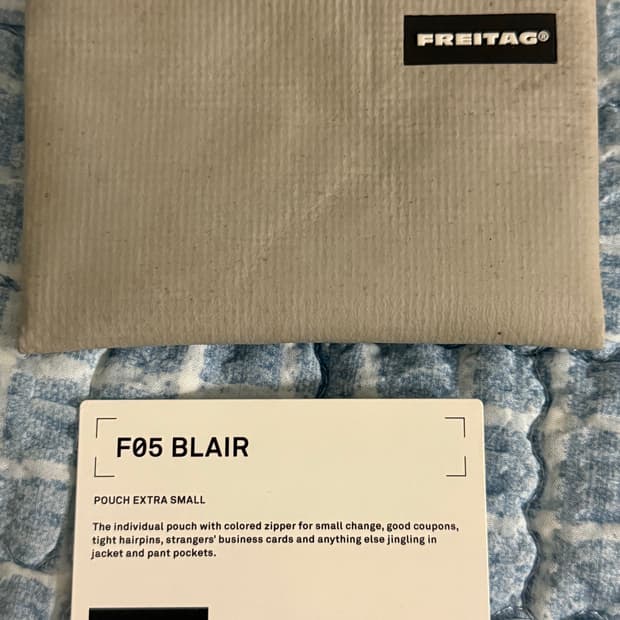 FREITAG®
F05 BLAIR
POUCH EXTRA SMALL
The individual pouch with colored zipper for small change, good coupons,
tight hairpins, strangers' business cards and anything else jingling in
jacket and pant pockets.